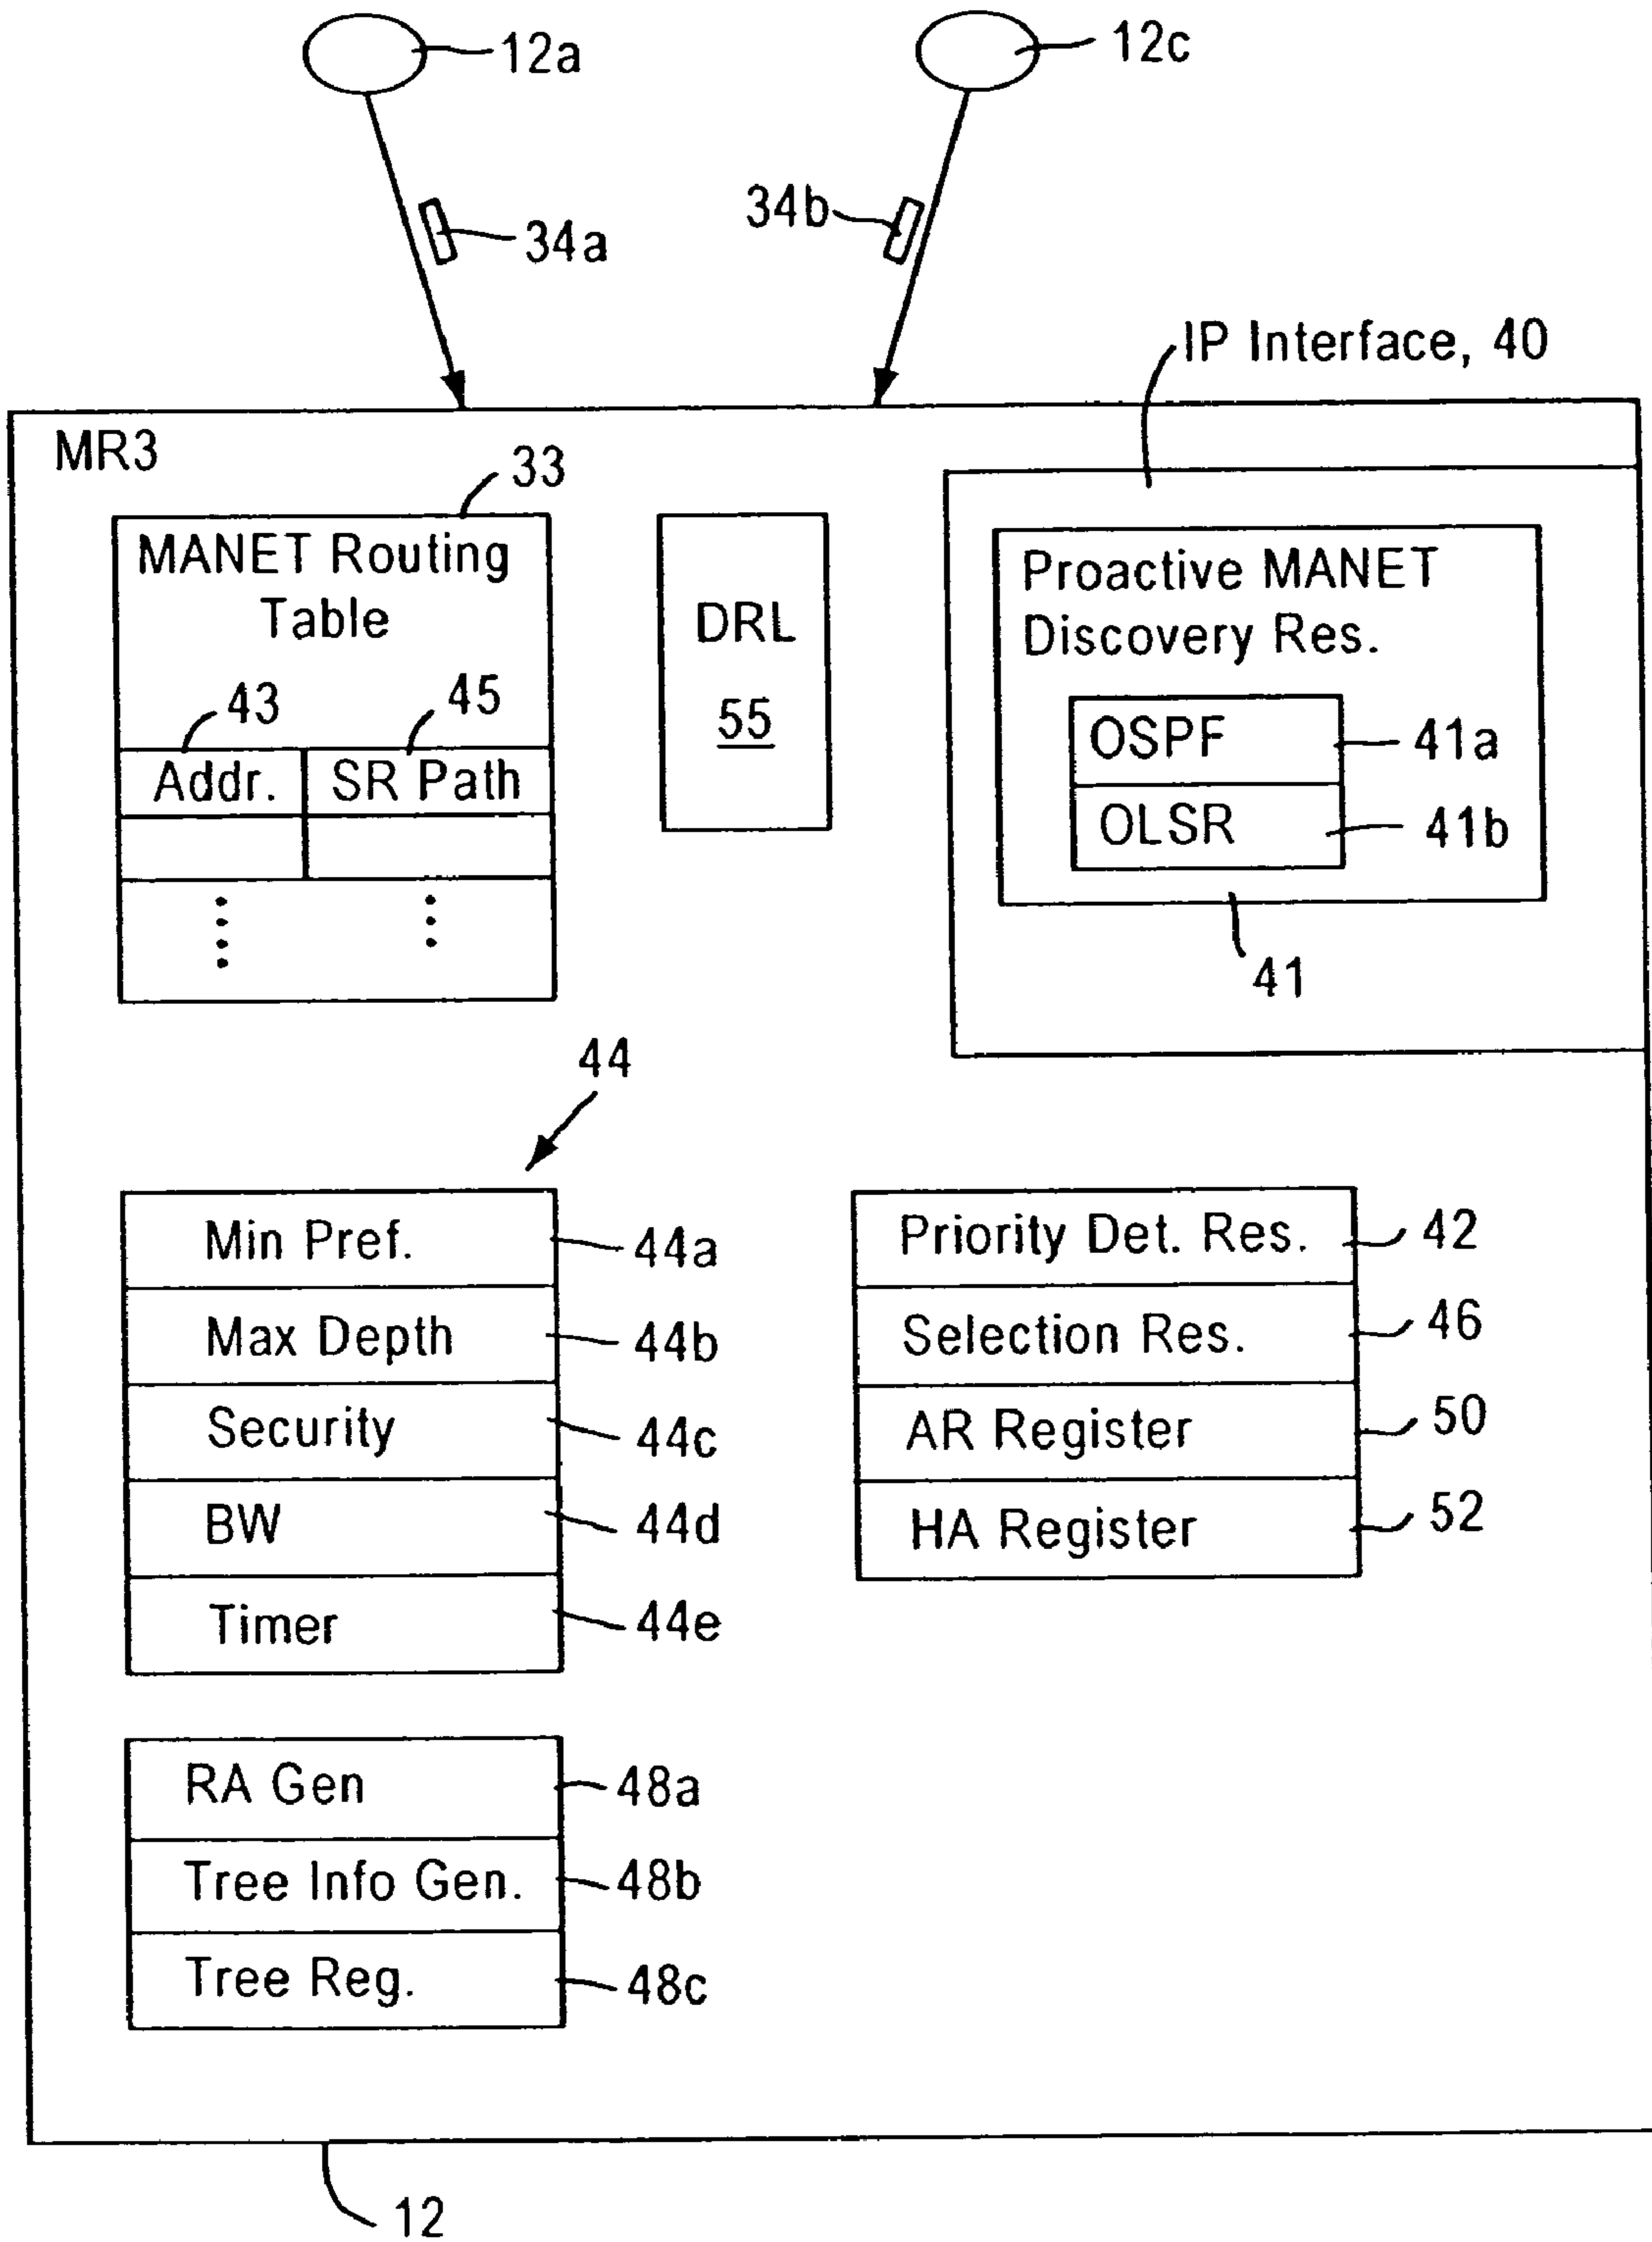 12a
12c
34a
34b
IP Interface, 40
MR3
33
MANET Routing
Table
43
45
Addr.
SR Path
DRL
55
Proactive MANET
Discovery Res.
OSPF
41a
OLSR
41b
41
44
Min Pref.
44a
Max Depth
44b
Security
44c
BW
44d
Timer
44e
Priority Det. Res.
42
Selection Res.
46
AR Register
50
HA Register
52
RA Gen
48a
Tree Info Gen.
48b
Tree Reg.
48c
12